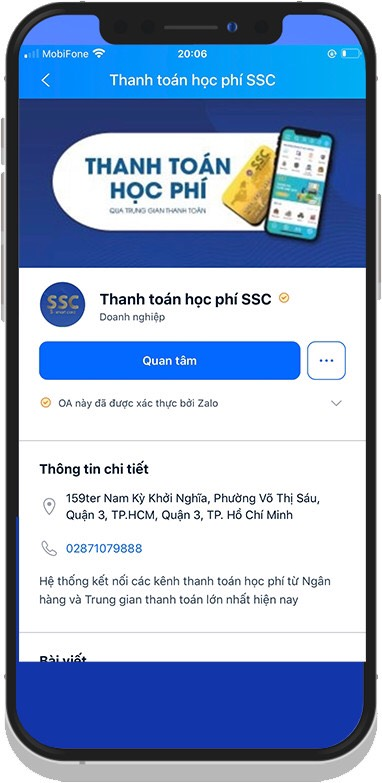 MobiFone
20:06
Thanh toán học phí SSC
THANH TOÁN
HỌC PHÍ
QUA TRUNG GIAN THANH TOÁN
SSC
SSC
Thanh toán học phí SSC
Doanh nghiệp
Quan tâm
OA này đã được xác thực bởi Zalo
Thông tin chi tiết
159ter Nam Kỳ Khởi Nghĩa, Phường Võ Thị Sáu,
Quận 3, TP.HCM, Quận 3, TP. Hồ Chí Minh
02871079888
Hệ thống kết nối các kênh thanh toán học phí từ Ngân
hàng và Trung gian thanh toán lớn nhất hiện nay
Bài viết